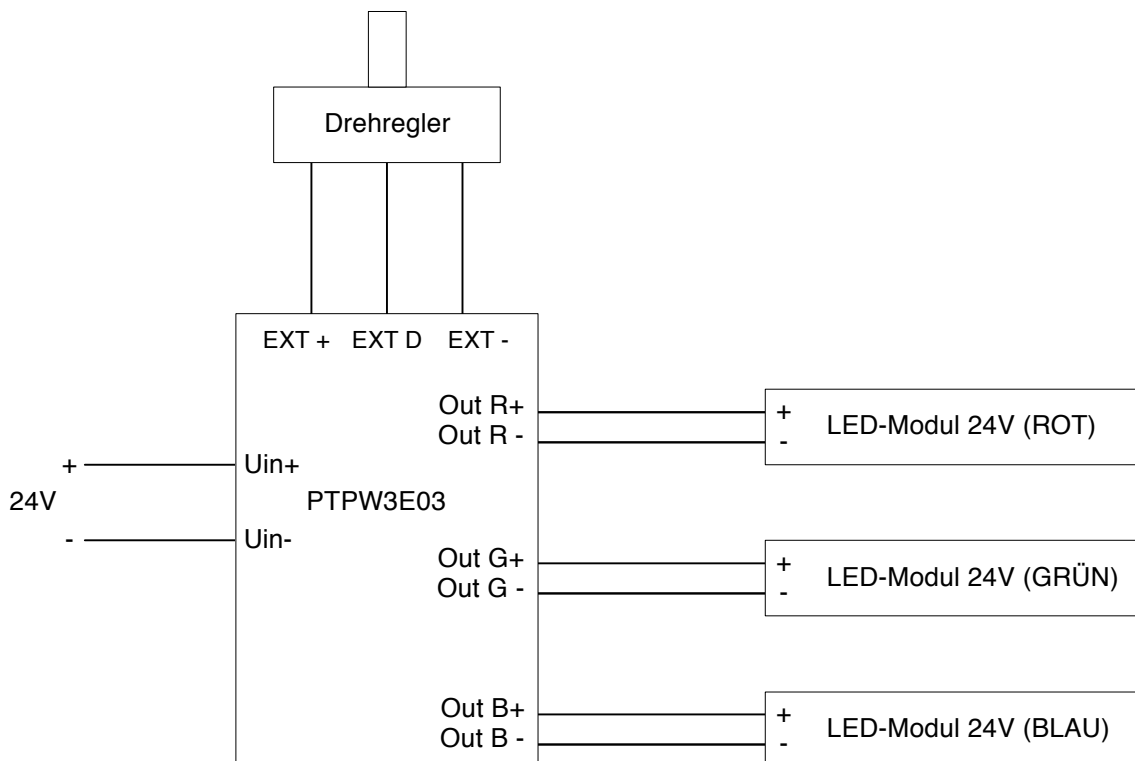 Drehregler
EXT + EXT D EXT -
Out R+
Out R -
+ LED-Modul 24V (ROT)
-
+ Uin+
24V PTPW3E03
- Uin-
Out G+
Out G -
+ LED-Modul 24V (GRÜN)
-
Out B+
Out B -
+ LED-Modul 24V (BLAU)
-